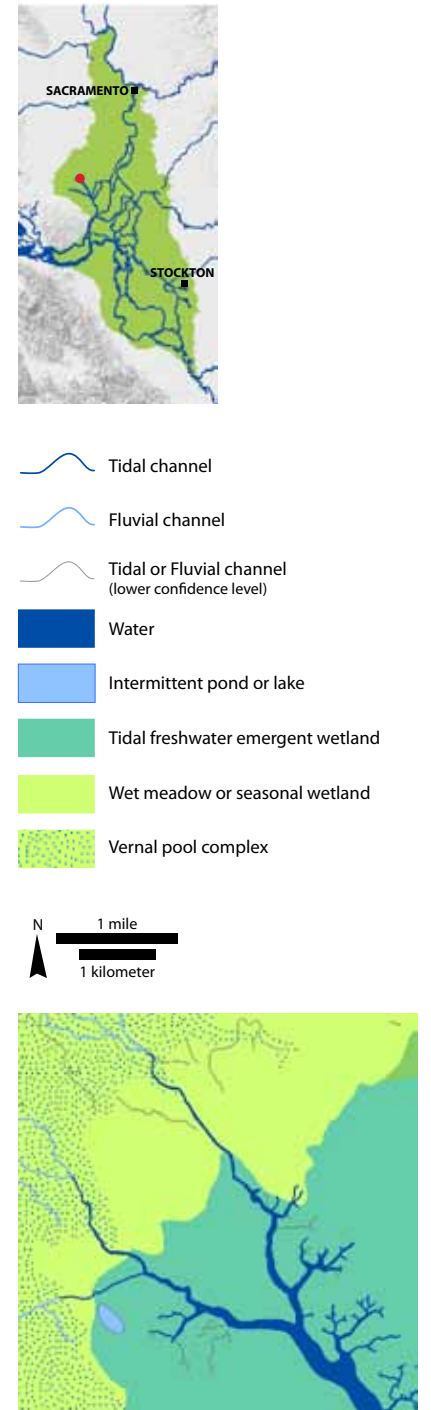 SACRAMENTO
STOCKTON
Tidal channel
Fluvial channel
Tidal or Fluvial channel
(lower confidence level)
Water
Intermittent pond or lake
Tidal freshwater emergent wetland
Wet meadow or seasonal wetland
Vernal pool complex
N
1 mile
1 kilometer